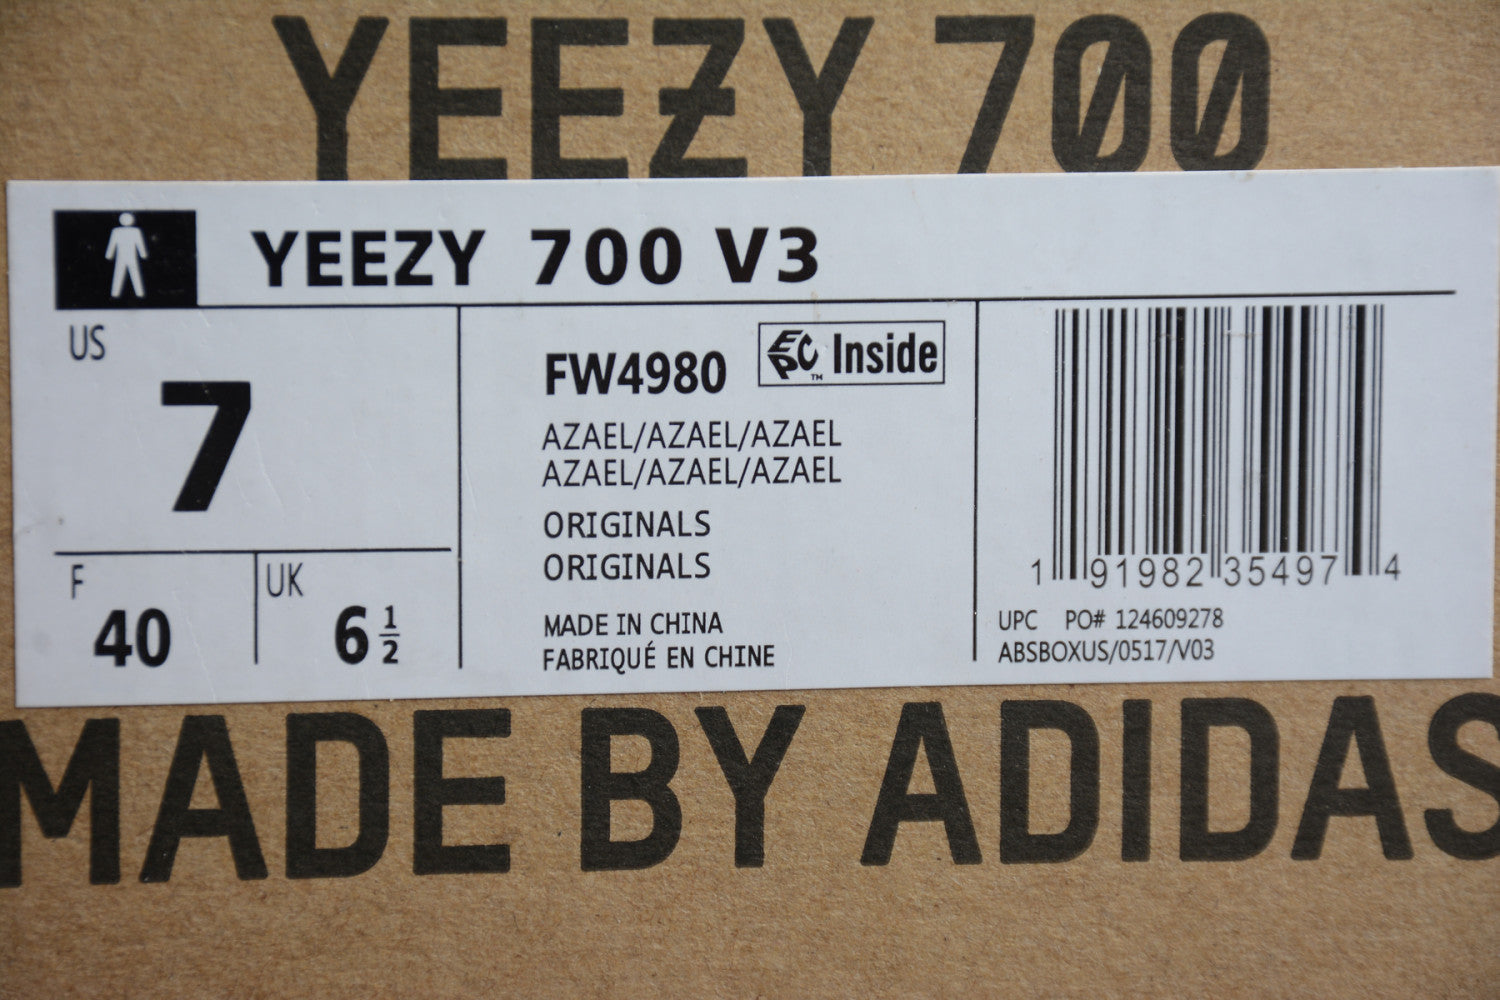 YEEZY 700
YEEZY 700 V3
US
7
F
40
UK
6 1/2
FW4980
EPC Inside
TM
AZAEL/AZAEL/AZAEL
AZAEL/AZAEL/AZAEL
ORIGINALS
ORIGINALS
MADE IN CHINA
FABRIQUÉ EN CHINE
1 91982 35497 4
UPC PO# 124609278
ABSBOXUS/0517/V03
MADE BY ADIDAS